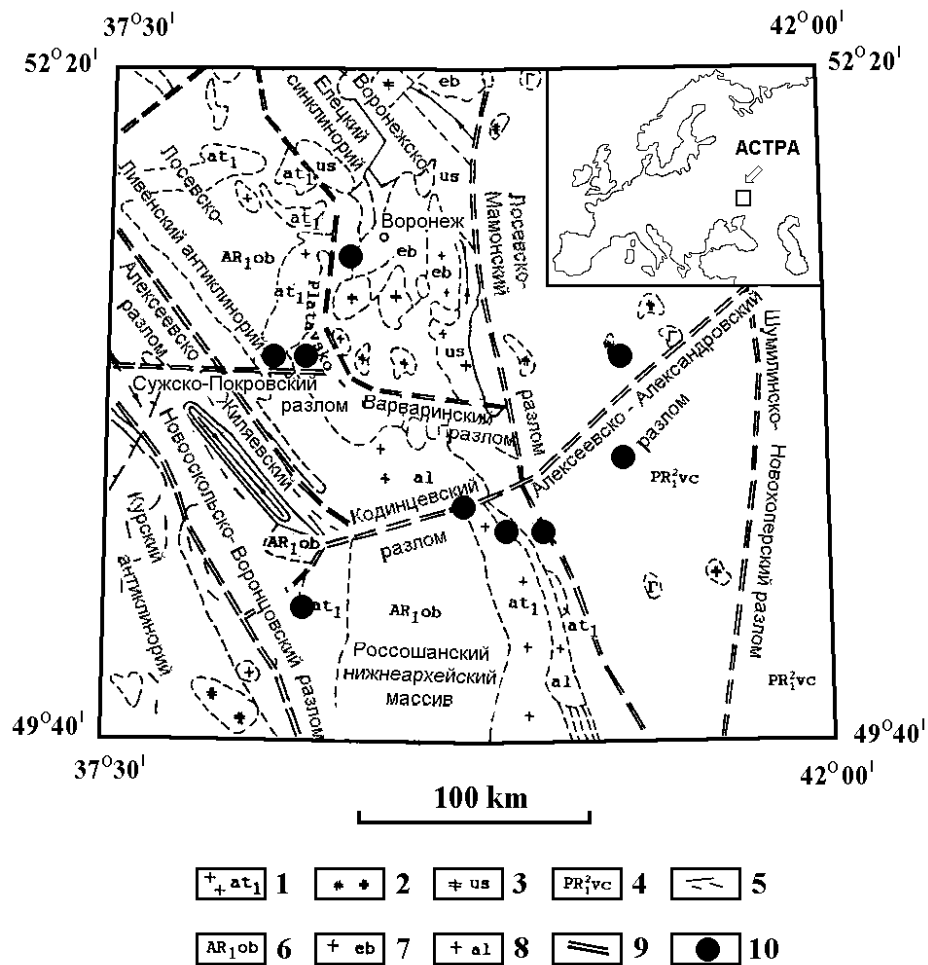 37°30'
42°00'
52°20'
52°20'
Елецкий
синклинорий
Воронежско
eb
Г
АСТРА
at1
at1
us
us
Лосевско-
Ливенский антиклинорий
at1
Воронеж
Лосевско-
Мамонский
разлом
AR1ob
eb
eb
at1
Алексеевско
разлом
us
Г
Сужско-Покровский
разлом
Варваринский
разлом
Алексеевско - Александровский
разлом
Шумилинско- Новохоперский разлом
Жиляевский
PR₁²vc
al
Кодинцевский
разлом
Новооскольско- Воронцовский
разлом
Курский
антиклинорий
AR1ob
at1
AR1ob
at1
at1
Г
Россошанский
нижнеархейский
массив
al
PR₁²vc
49°40'
49°40'
37°30'
42°00'
100 km
at1 1
2
us 3
PR₁²vc 4
5
AR1ob 6
eb 7
al 8
9
10